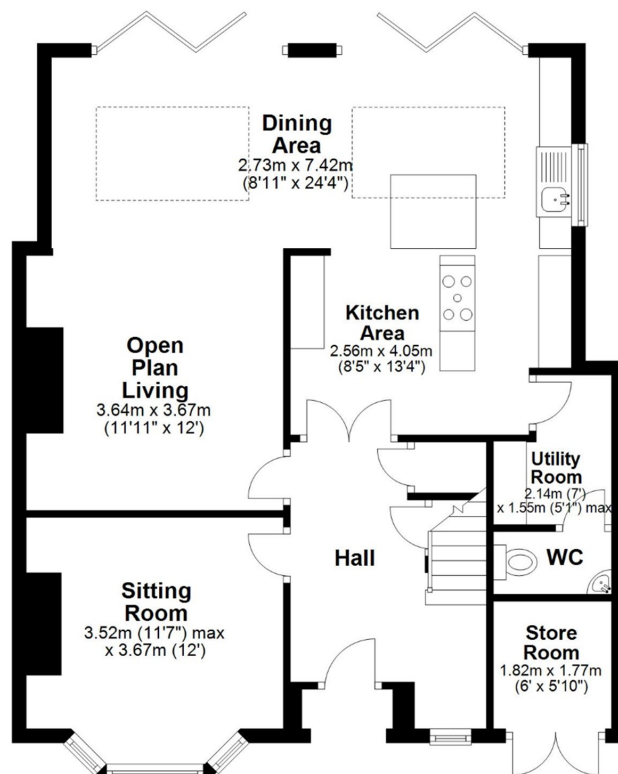 Dining
Area
2.73m x 7.42m
(8'11" x 24'4")
Kitchen
Area
2.56m x 4.05m
(8'5" x 13'4")
Open
Plan
Living
3.64m x 3.67m
(11'11" x 12')
Utility
Room
2.14m (7')
x 1.55m (5'1") max
Hall
WC
Sitting
Room
3.52m (11'7") max
x 3.67m (12')
Store
Room
1.82m x 1.77m
(6' x 5'10")